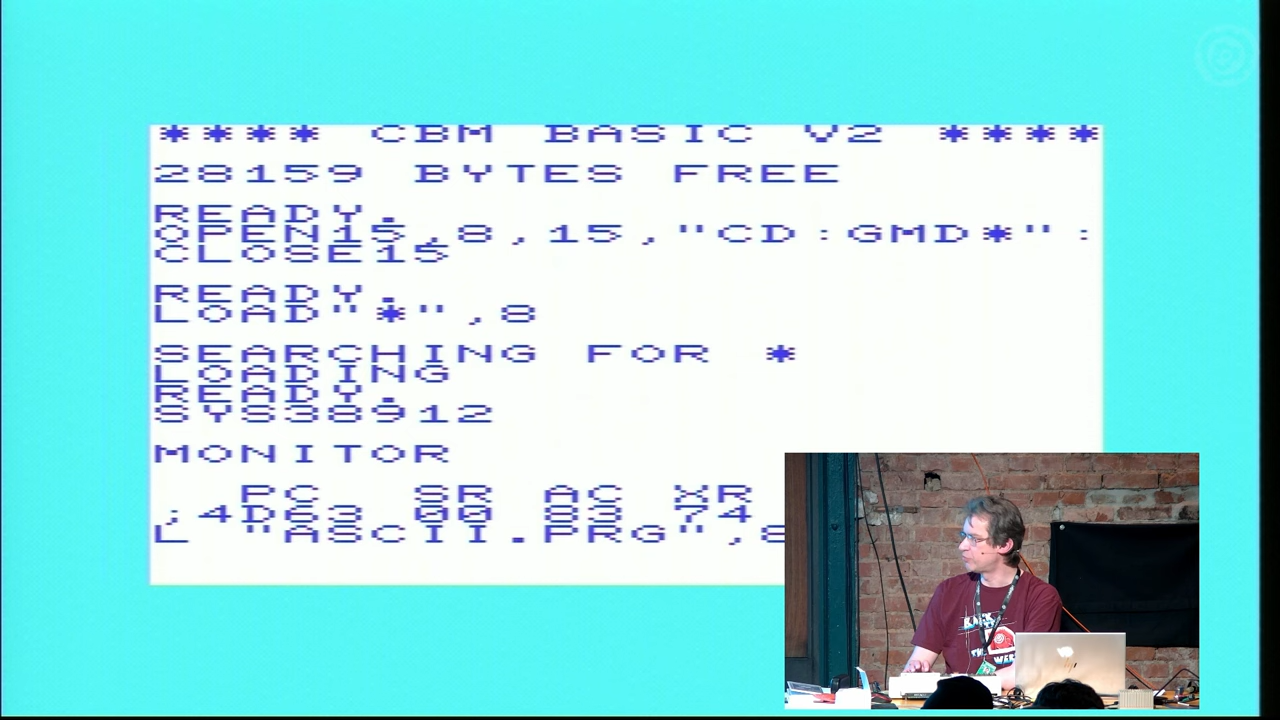 **** CBM BASIC V2 ****
28159 BYTES FREE
READY.
OPEN15,8,15,"CD:GMD*":
CLOSE15
READY.
LOAD"*",8
SEARCHING FOR *
LOADING
READY.
SYS38912
MONITOR
PC SR AC XR
;4D63 00 83 74
L "ASCII.PRG",8